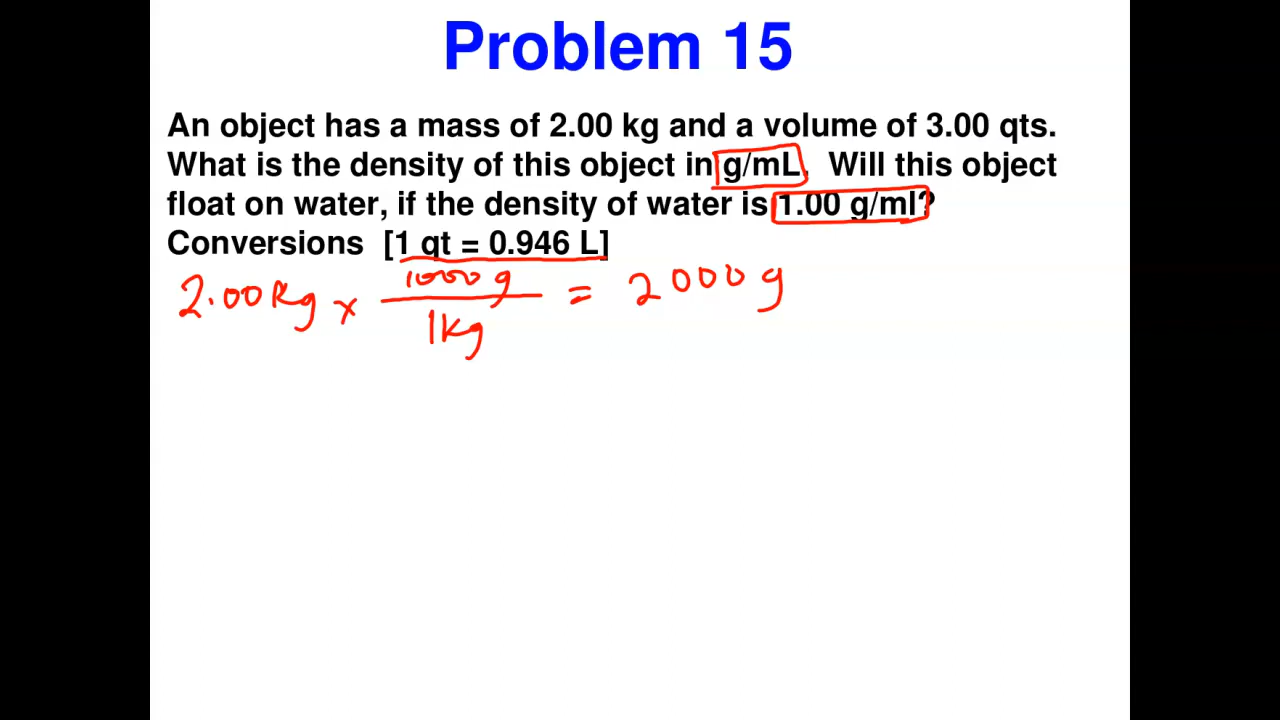 Problem 15
An object has a mass of 2.00 kg and a volume of 3.00 qts.
What is the density of this object in g/mL. Will this object
float on water, if the density of water is 1.00 g/ml?
Conversions [1 qt = 0.946 L]
2.00 Kg x 1000 g / 1 kg = 2000 g